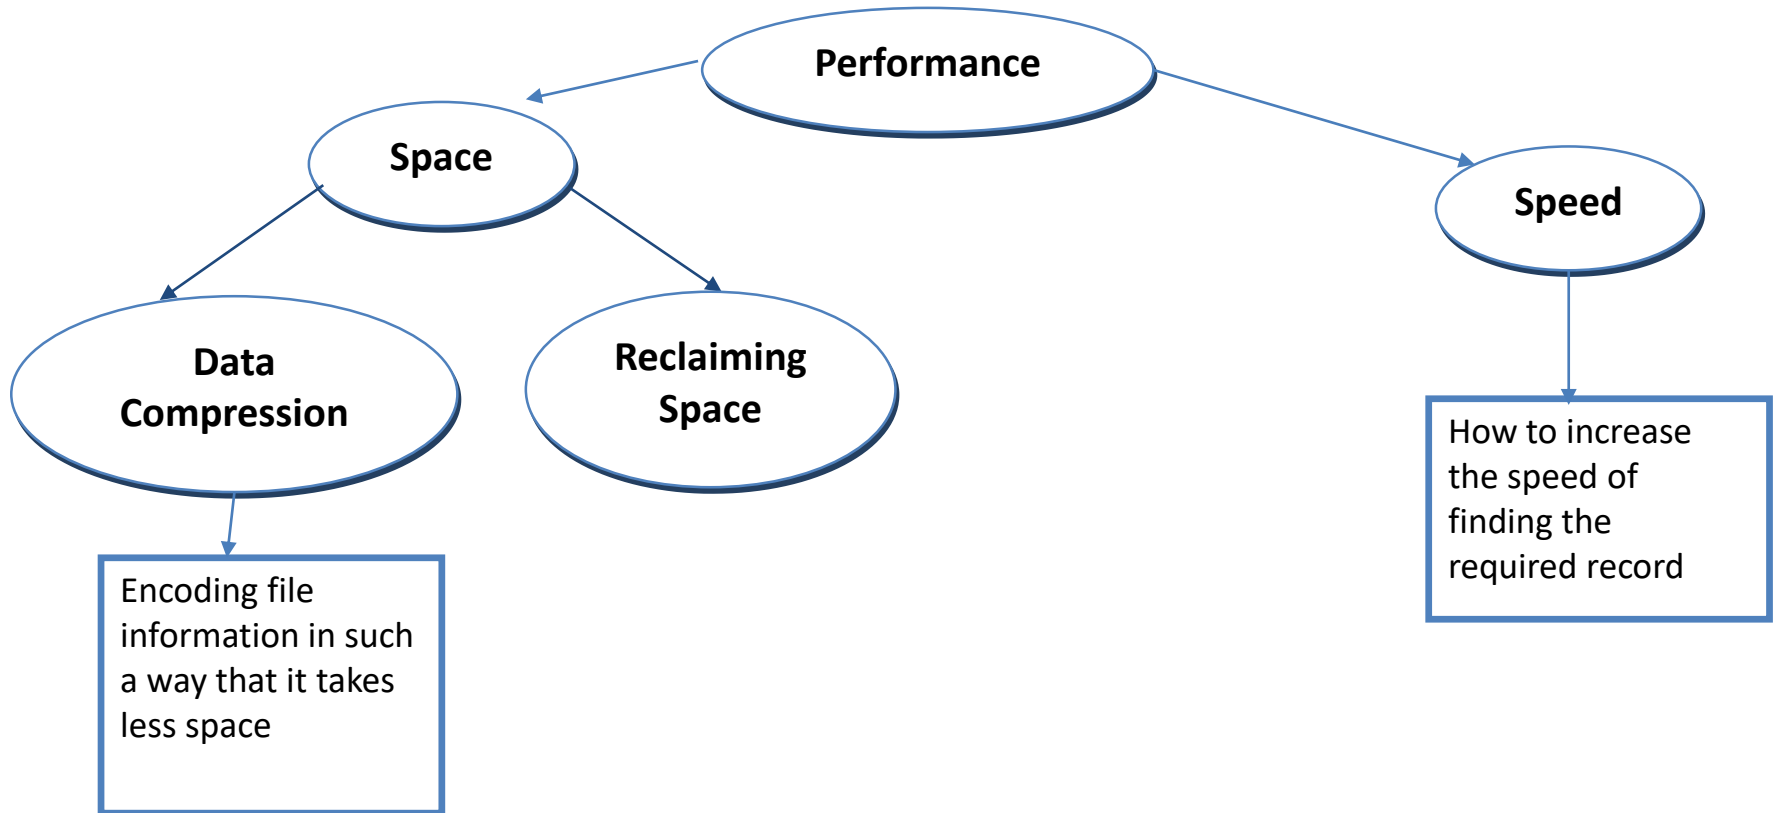 Performance
Space
Speed
Data
Compression
Reclaiming
Space
How to increase
the speed of
finding the
required record
Encoding file
information in such
a way that it takes
less space